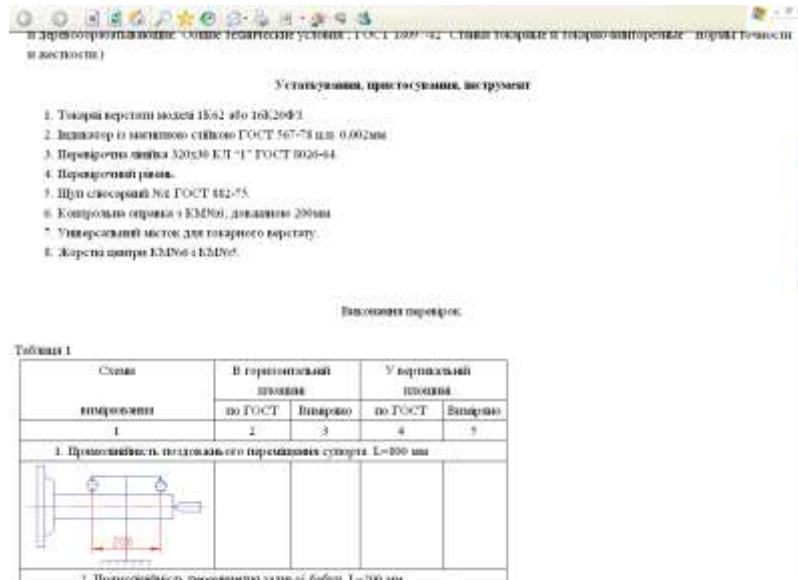 и деревообрабатывающие. Общие технические условия", ГОСТ "Станки токарные и токарно-винторезные. Нормы точности
и жесткости.)
Устаткування, пристосування, інструмент
1. Токарні верстати моделі 1К62 або 16К20Ф3.
2. Індикатор із магнітною стійкою ГОСТ 567-78 ц.п. 0,002мм
3. Перевірочна лінійка 320х30 КЛ "1" ГОСТ 8026-64.
4. Перевірочний рівень.
5. Щуп слюсарний №1 ГОСТ 882-75.
6. Контрольна оправка з КМ№6, довжиною 200мм.
7. Універсальний місток для токарного верстату.
8. Жорсткі центри КМ№6 і КМ№5.
Виконання перевірок.
Таблиця 1
Схема
вимірювання
В горизонтальній
площині
У вертикальній
площині
по ГОСТ Виміряно по ГОСТ Виміряно
1 2 3 4 5
1. Прямолінійність поздовжнього переміщення супорта. L=800 мм
200
2. Прямолінійність переміщення задньої бабки. L=200 мм